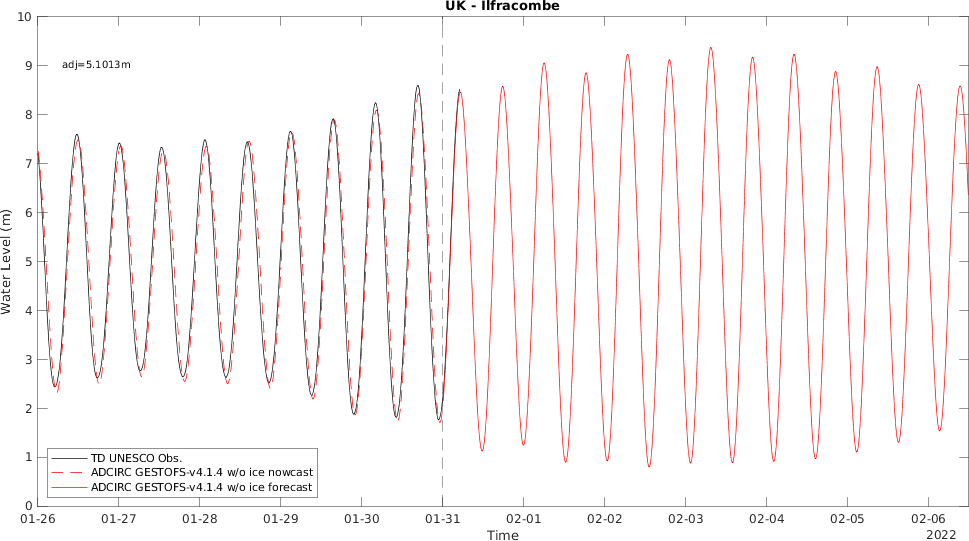 UK - Ilfracombe
adj=5.1013m
Water Level (m)
10
9
8
7
6
5
4
3
2
1
0
TD UNESCO Obs.
ADCIRC GESTOFS-v4.1.4 w/o ice nowcast
ADCIRC GESTOFS-v4.1.4 w/o ice forecast
01-26 01-27 01-28 01-29 01-30 01-31 02-01 02-02 02-03 02-04 02-05 02-06
Time
2022